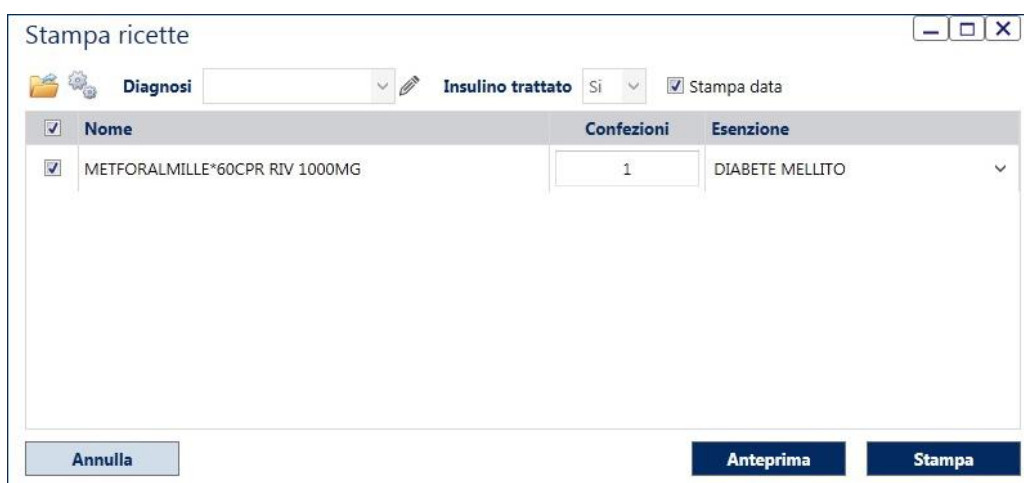 Stampa ricette
Diagnosi Insulino trattato Si Stampa data
Nome Confezioni Esenzione
METFORALMILLE*60CPR RIV 1000MG 1 DIABETE MELLITO
Annulla Anteprima Stampa